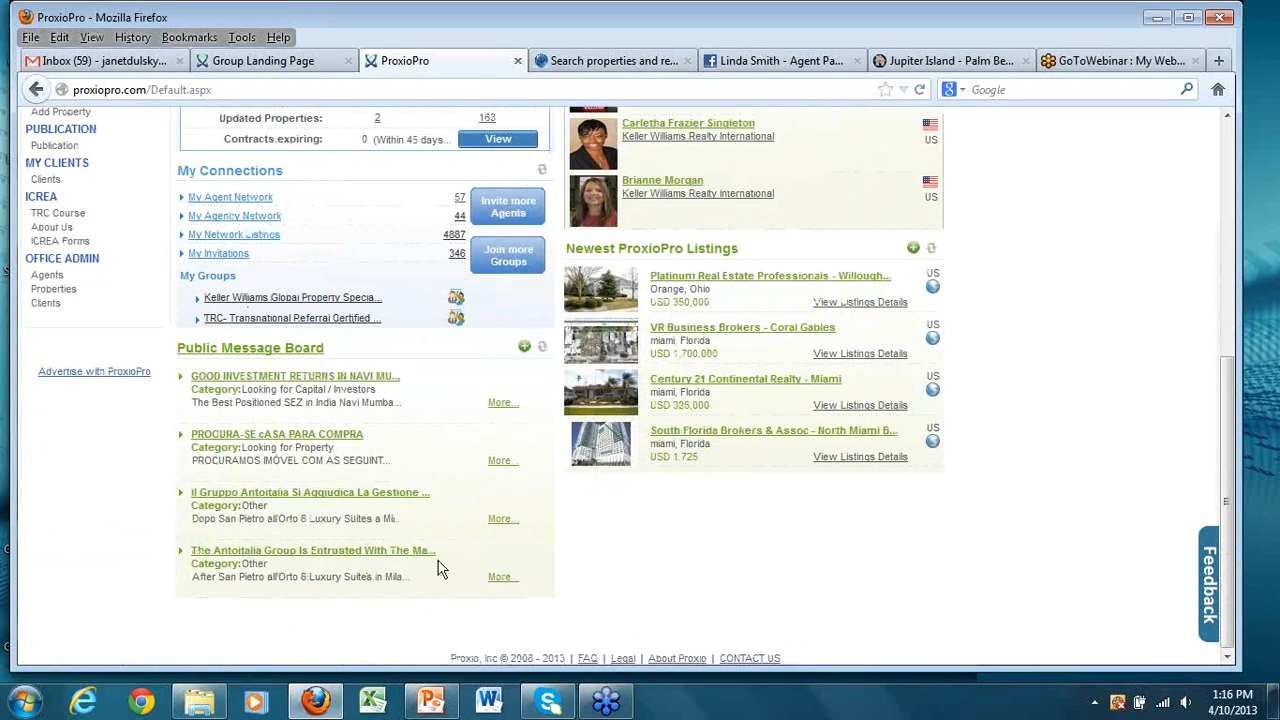 ProxioPro - Mozilla Firefox
File Edit View History Bookmarks Tools Help
Inbox (59) - janetdulsky...
Group Landing Page
ProxioPro
Search properties and re...
Linda Smith - Agent Pa...
Jupiter Island - Palm Be...
GoToWebinar : My Web...
proxiopro.com/Default.aspx
Google
Add Property
PUBLICATION
Publication
MY CLIENTS
Clients
ICREA
TRC Course
About Us
ICREA Forms
OFFICE ADMIN
Agents
Properties
Clients
Advertise with ProxioPro
Updated Properties: 2 163
Contracts expiring: 0 (Within 45 days... View
My Connections
My Agent Network 57
My Agency Network 44
My Network Listings 4887
My Invitations 346
Invite more Agents
Join more Groups
My Groups
Keller Williams Global Property Specia...
TRC- Transnational Referral Certified ...
Public Message Board
GOOD INVESTMENT RETURNS IN NAVI MU...
Category:Looking for Capital / Investors
The Best Positioned SEZ in India Navi Mumba...
More...
PROCURA-SE cASA PARA COMPRA
Category:Looking for Property
PROCURAMOS IMÓVEL COM AS SEGUINT...
More...
Il Gruppo Antoitalia Si Aggiudica La Gestione ...
Category:Other
Dopo San Pietro all'Orto 6 Luxury Suites a Mi...
More...
The Antoitalia Group Is Entrusted With The Ma...
Category:Other
After San Pietro all'Orto 6 Luxury Suites in Mila...
More...
Carletha Frazier Singleton
Keller Williams Realty International
US
Brianne Morgan
Keller Williams Realty International
US
Newest ProxioPro Listings
Platinum Real Estate Professionals - Willough...
US
Orange, Ohio
USD 350,000
View Listings Details
VR Business Brokers - Coral Gables
US
miami, Florida
USD 1,700,000
View Listings Details
Century 21 Continental Realty - Miami
US
miami, Florida
USD 325,000
View Listings Details
South Florida Brokers & Assoc - North Miami B...
US
miami, Florida
USD 1,725
View Listings Details
Feedback
Proxio, Inc © 2006 - 2013 | FAQ | Legal | About Proxio | CONTACT US
1:16 PM
4/10/2013